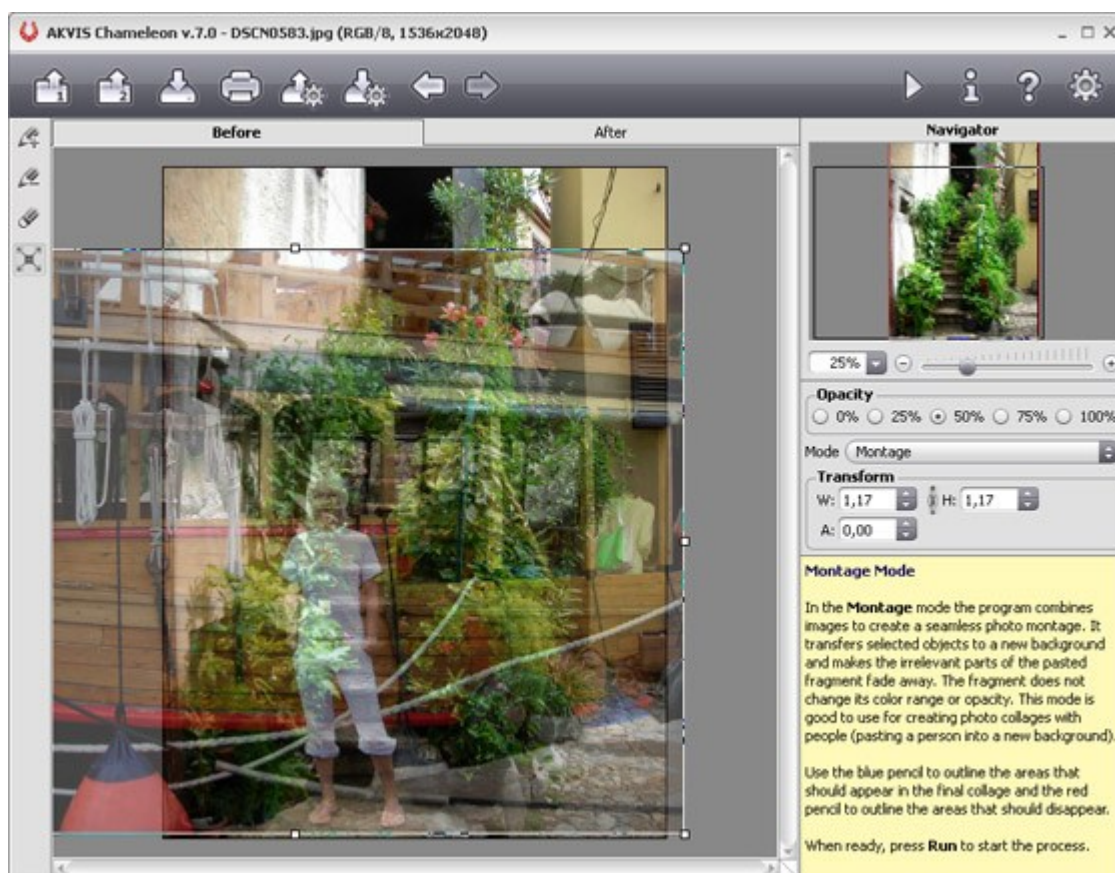 AKVIS Chameleon v.7.0 - DSCN0583.jpg (RGB/8, 1536x2048)
1
2
Before
After
Navigator
25%
Opacity
0% 25% 50% 75% 100%
Mode Montage
Transform
W: 1,17 H: 1,17
A: 0,00
Montage Mode
In the Montage mode the program combines
images to create a seamless photo montage. It
transfers selected objects to a new background
and makes the irrelevant parts of the pasted
fragment fade away. The fragment does not
change its color range or opacity. This mode is
good to use for creating photo collages with
people (pasting a person into a new background).
Use the blue pencil to outline the areas that
should appear in the final collage and the red
pencil to outline the areas that should disappear.
When ready, press Run to start the process.